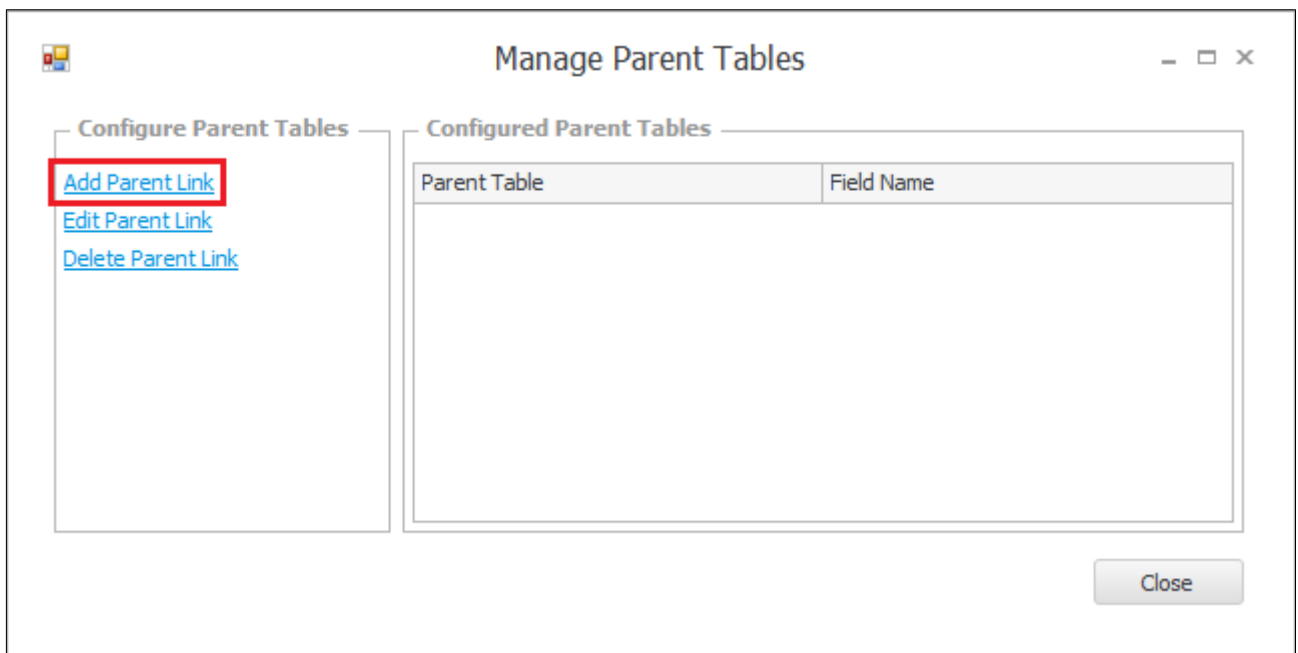 Manage Parent Tables
Configure Parent Tables
Add Parent Link
Edit Parent Link
Delete Parent Link
Configured Parent Tables
Parent Table Field Name
Close